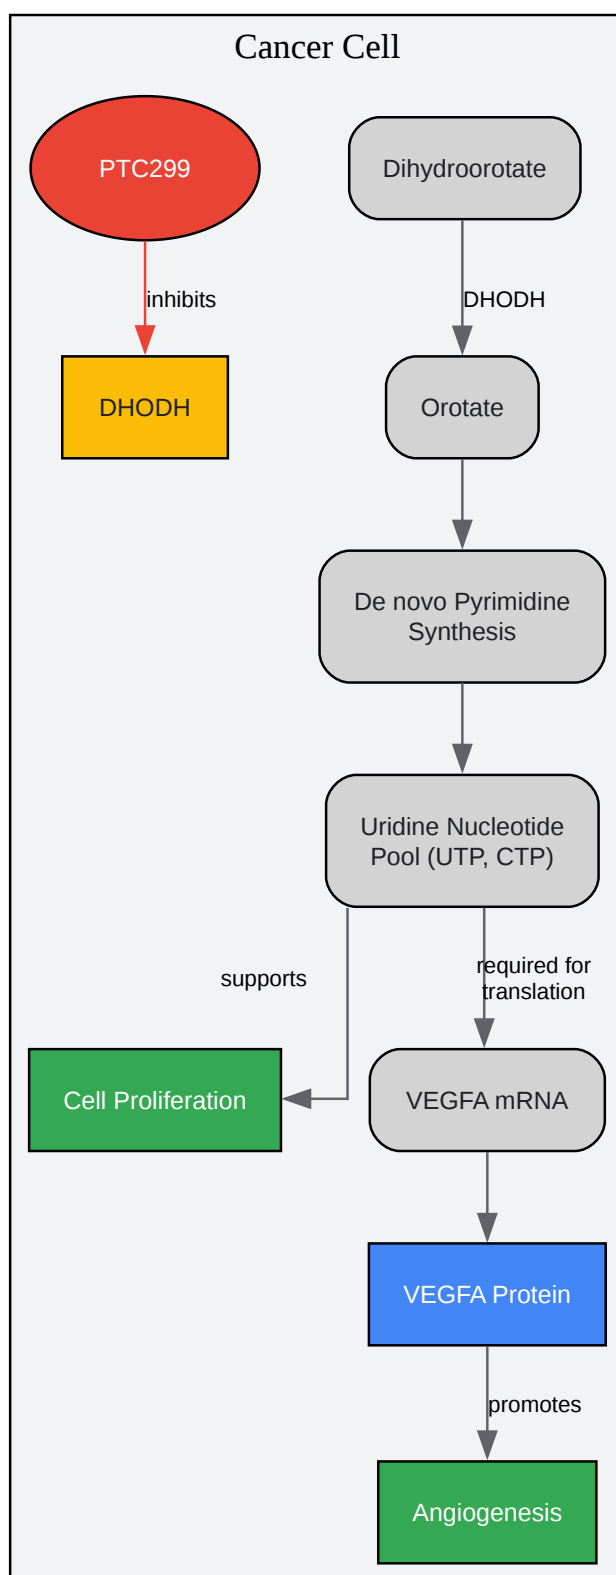 Cancer Cell
PTC299
Dihydroorotate
inhibits
DHODH
DHODH
Orotate
De novo Pyrimidine
Synthesis
Uridine Nucleotide
Pool (UTP, CTP)
supports
required for
translation
Cell Proliferation
VEGFA mRNA
VEGFA Protein
promotes
Angiogenesis